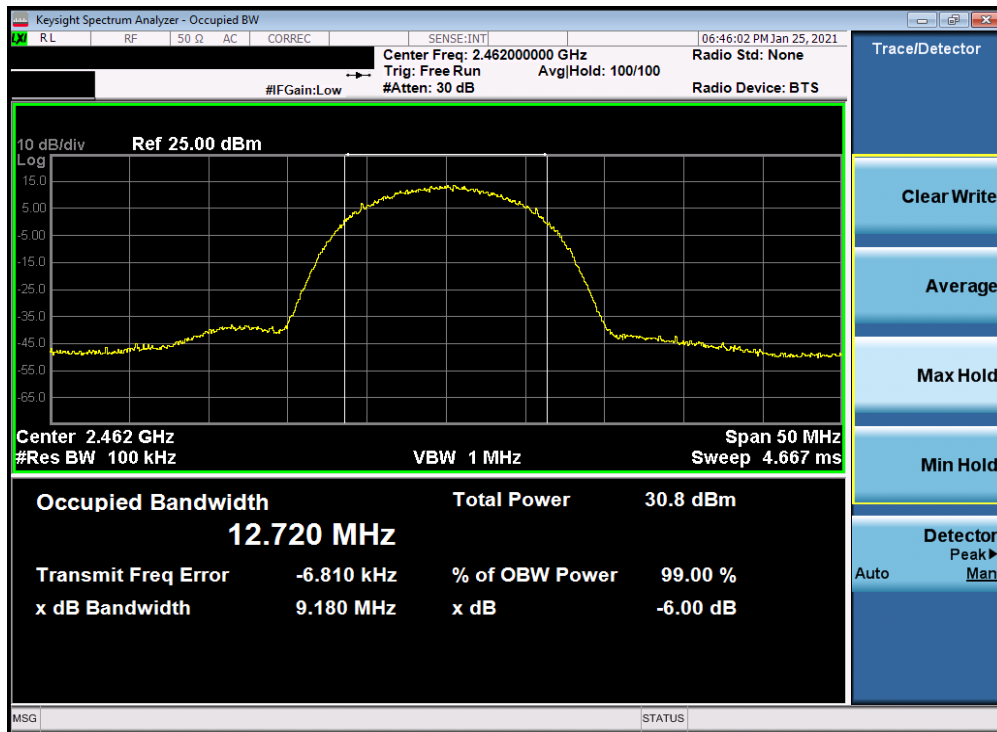 Keysight Spectrum Analyzer - Occupied BW
LXI RL RF 50 Ω AC CORREC SENSE:INT 06:46:02 PM Jan 25, 2021
Center Freq: 2.462000000 GHz Radio Std: None
Trig: Free Run Avg|Hold: 100/100
#IFGain:Low #Atten: 30 dB Radio Device: BTS
10 dB/div Ref 25.00 dBm
Log
15.0
5.00
-5.00
-15.0
-25.0
-35.0
-45.0
-55.0
-65.0
Center 2.462 GHz Span 50 MHz
#Res BW 100 kHz VBW 1 MHz Sweep 4.667 ms
Occupied Bandwidth Total Power 30.8 dBm
12.720 MHz
Transmit Freq Error -6.810 kHz % of OBW Power 99.00 %
x dB Bandwidth 9.180 MHz x dB -6.00 dB
MSG STATUS
Trace/Detector
Clear Write
Average
Max Hold
Min Hold
Detector
Peak▶
Auto Man